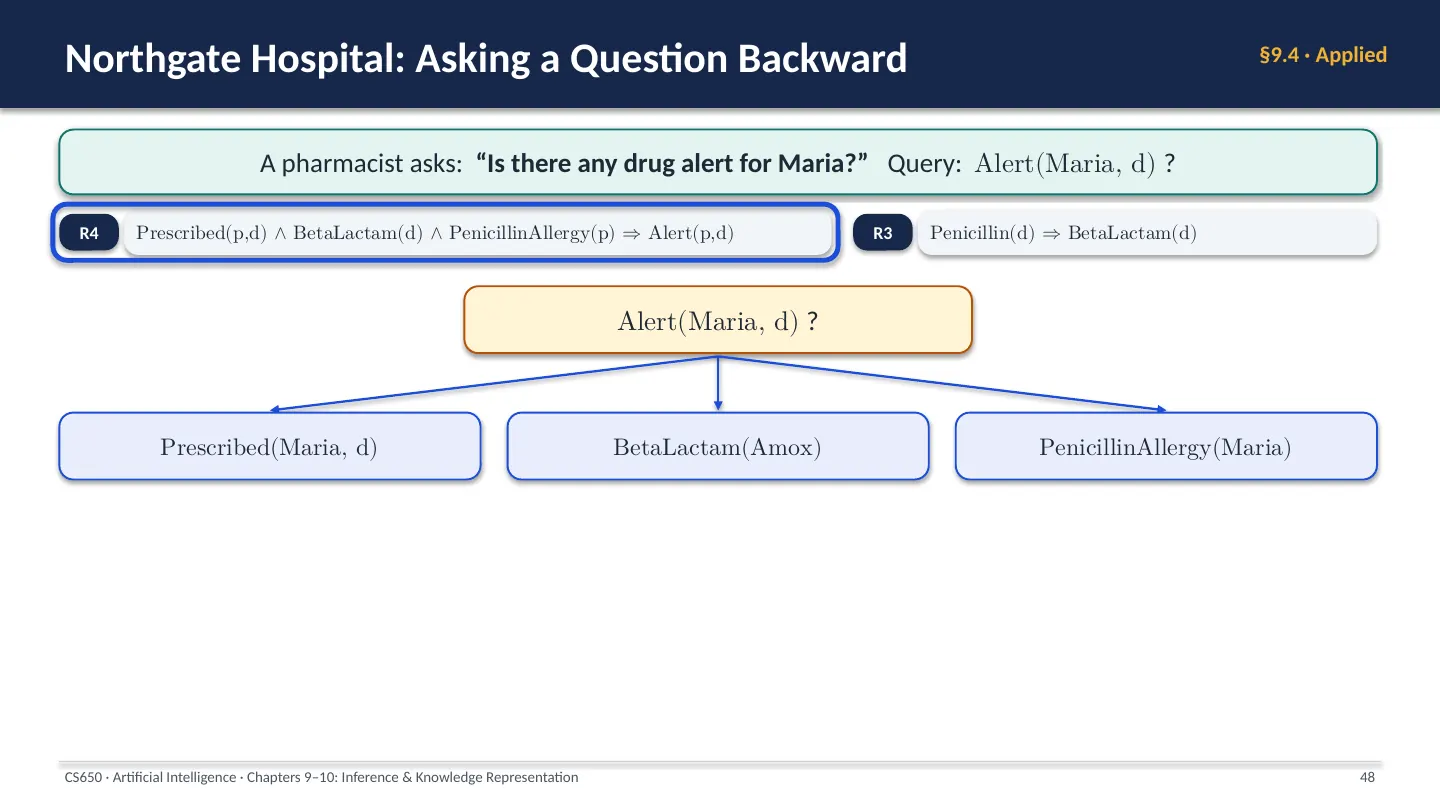 Northgate Hospital: Asking a Question Backward
§9.4 · Applied
A pharmacist asks: “Is there any drug alert for Maria?” Query: Alert(Maria, d) ?
R4 Prescribed(p,d) ∧ BetaLactam(d) ∧ PenicillinAllergy(p) ⇒ Alert(p,d)
R3 Penicillin(d) ⇒ BetaLactam(d)
Alert(Maria, d) ?
Prescribed(Maria, d)
BetaLactam(Amox)
PenicillinAllergy(Maria)
CS650 · Artificial Intelligence · Chapters 9–10: Inference & Knowledge Representation
48